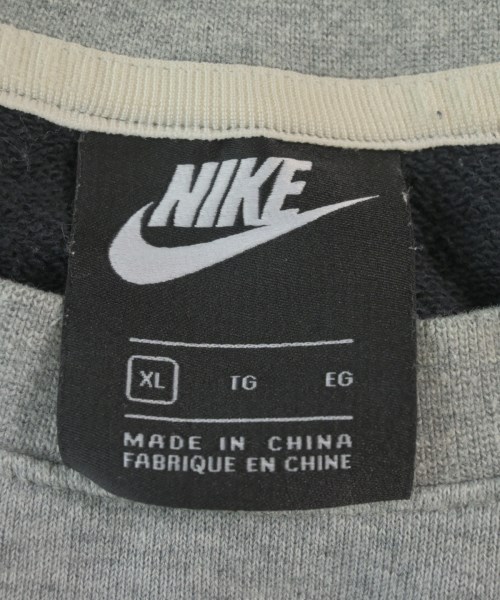 NIKE
XL TG EG
MADE IN CHINA
FABRIQUE EN CHINE